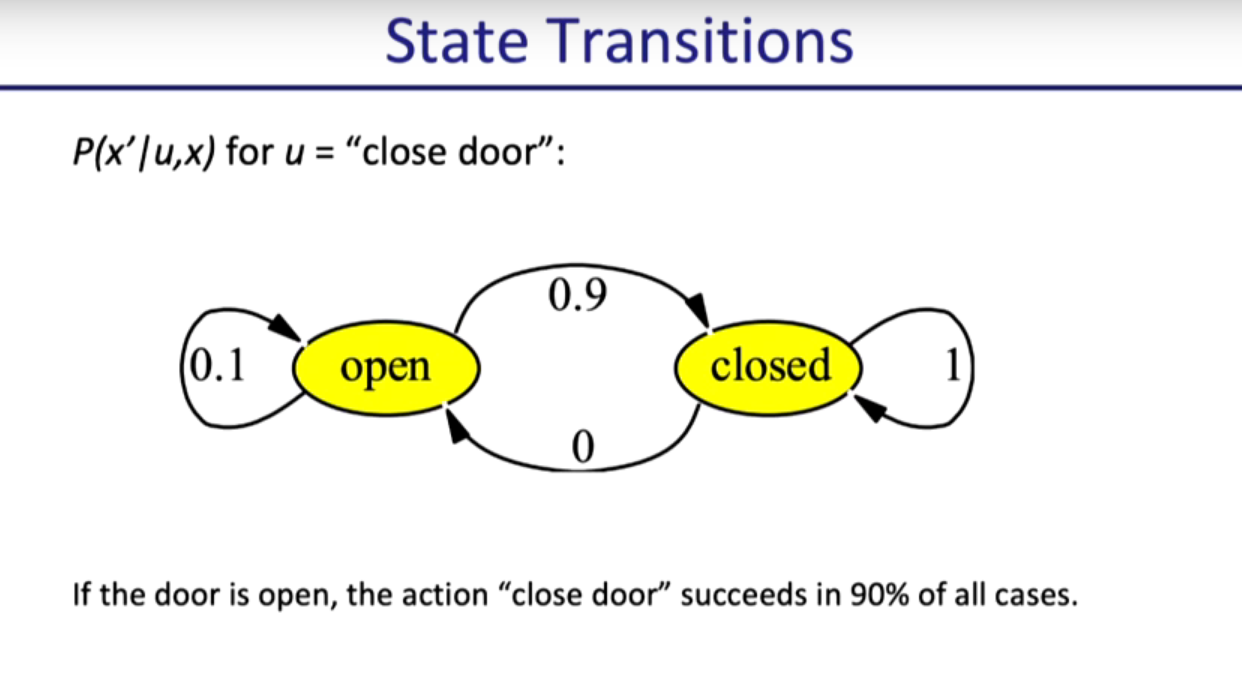 State Transitions
P(x’|u,x) for u = “close door”:
0.9
0.1 open closed 1
0
If the door is open, the action “close door” succeeds in 90% of all cases.